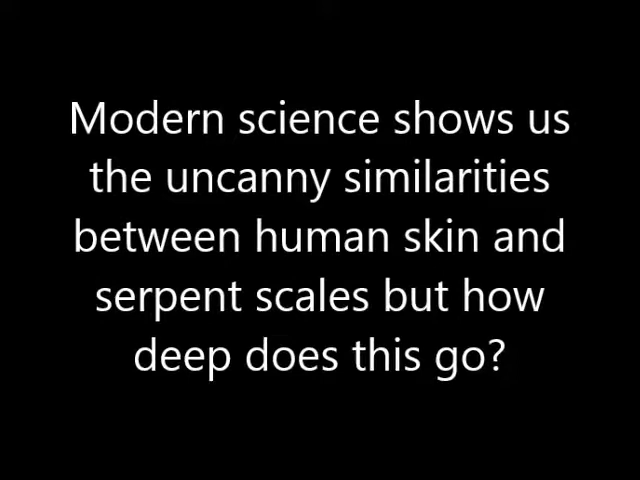 Modern science shows us
the uncanny similarities
between human skin and
serpent scales but how
deep does this go?